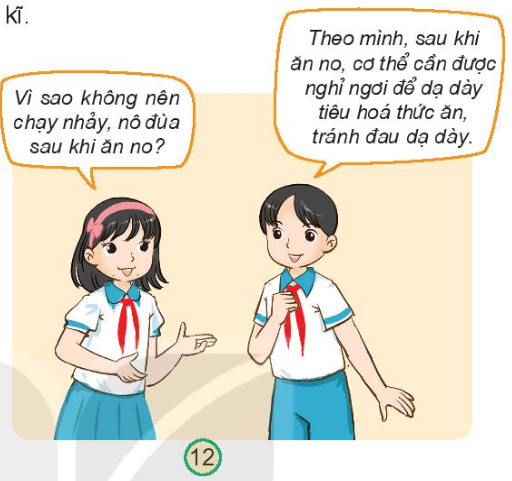 kĩ.
Vì sao không nên
chạy nhảy, nô đùa
sau khi ăn no?
Theo mình, sau khi
ăn no, cơ thể cần được
nghỉ ngơi để dạ dày
tiêu hoá thức ăn,
tránh đau dạ dày.
12